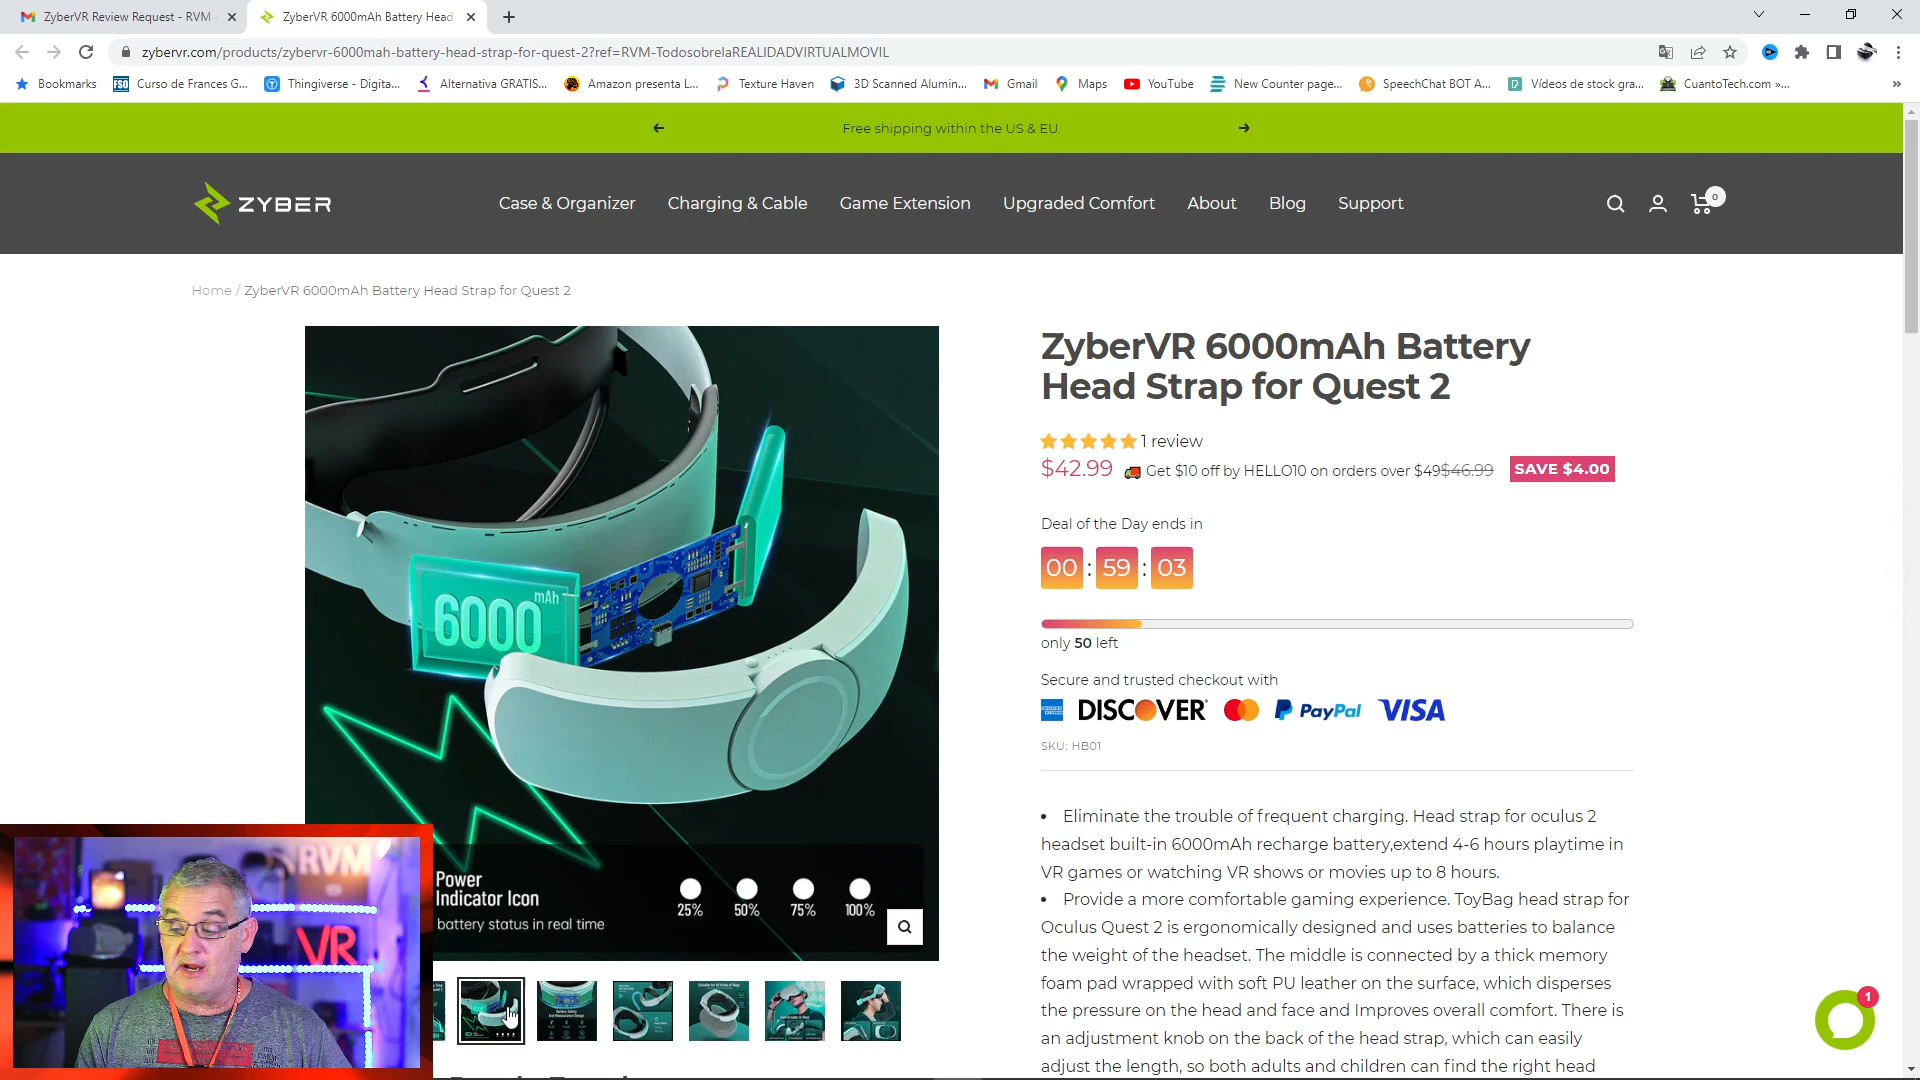 ZyberVR Review Request - RVM
ZyberVR 6000mAh Battery Head
zybervr.com/products/zybervr-6000mah-battery-head-strap-for-quest-2?ref=RVM-TodosobrelaREALIDADVIRTUALMOVIL
Bookmarks
Curso de Frances G...
Thingiverse - Digita...
Alternativa GRATIS...
Amazon presenta L...
Texture Haven
3D Scanned Alumin...
Gmail
Maps
YouTube
New Counter page...
SpeechChat BOT A...
Vídeos de stock gra...
CuantoTech.com »...
Free shipping within the US & EU.
ZYBER
Case & Organizer
Charging & Cable
Game Extension
Upgraded Comfort
About
Blog
Support
0
Home / ZyberVR 6000mAh Battery Head Strap for Quest 2
6000 mAh
Power
Indicator Icon
battery status in real time
25%
50%
75%
100%
ZyberVR 6000mAh Battery
Head Strap for Quest 2
1 review
$42.99 Get $10 off by HELLO10 on orders over $49 $46.99 SAVE $4.00
Deal of the Day ends in
00 : 59 : 03
only 50 left
Secure and trusted checkout with
DISCOVER PayPal VISA
SKU: HB01
• Eliminate the trouble of frequent charging. Head strap for oculus 2
headset built-in 6000mAh recharge battery,extend 4-6 hours playtime in
VR games or watching VR shows or movies up to 8 hours.
• Provide a more comfortable gaming experience. ToyBag head strap for
Oculus Quest 2 is ergonomically designed and uses batteries to balance
the weight of the headset. The middle is connected by a thick memory
foam pad wrapped with soft PU leather on the surface, which disperses
the pressure on the head and face and Improves overall comfort. There is
an adjustment knob on the back of the head strap, which can easily
adjust the length, so both adults and children can find the right head
1
RVM
VR